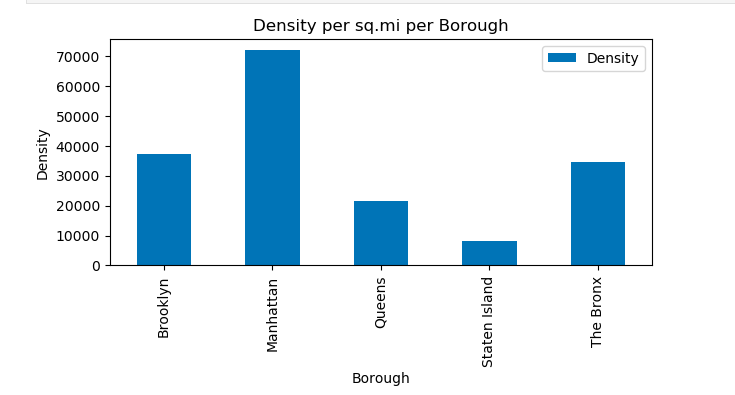 Density per sq.mi per Borough
Density
70000
60000
50000
40000
30000
20000
10000
0
Density
Brooklyn
Manhattan
Queens
Staten Island
The Bronx
Borough